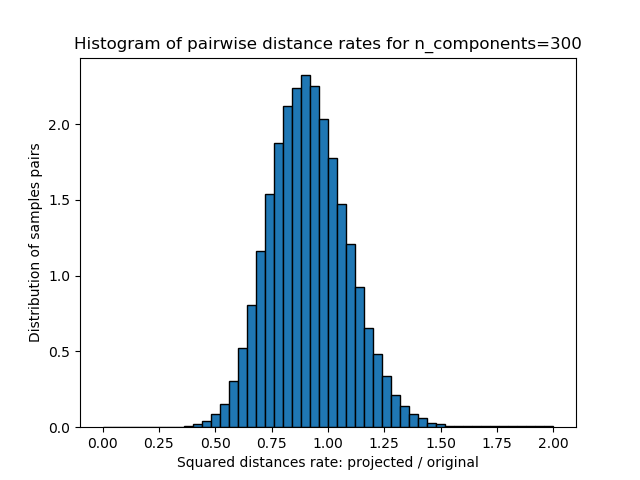 Histogram of pairwise distance rates for n_components=300
Distribution of samples pairs
2.0
1.5
1.0
0.5
0.0
0.00 0.25 0.50 0.75 1.00 1.25 1.50 1.75 2.00
Squared distances rate: projected / original